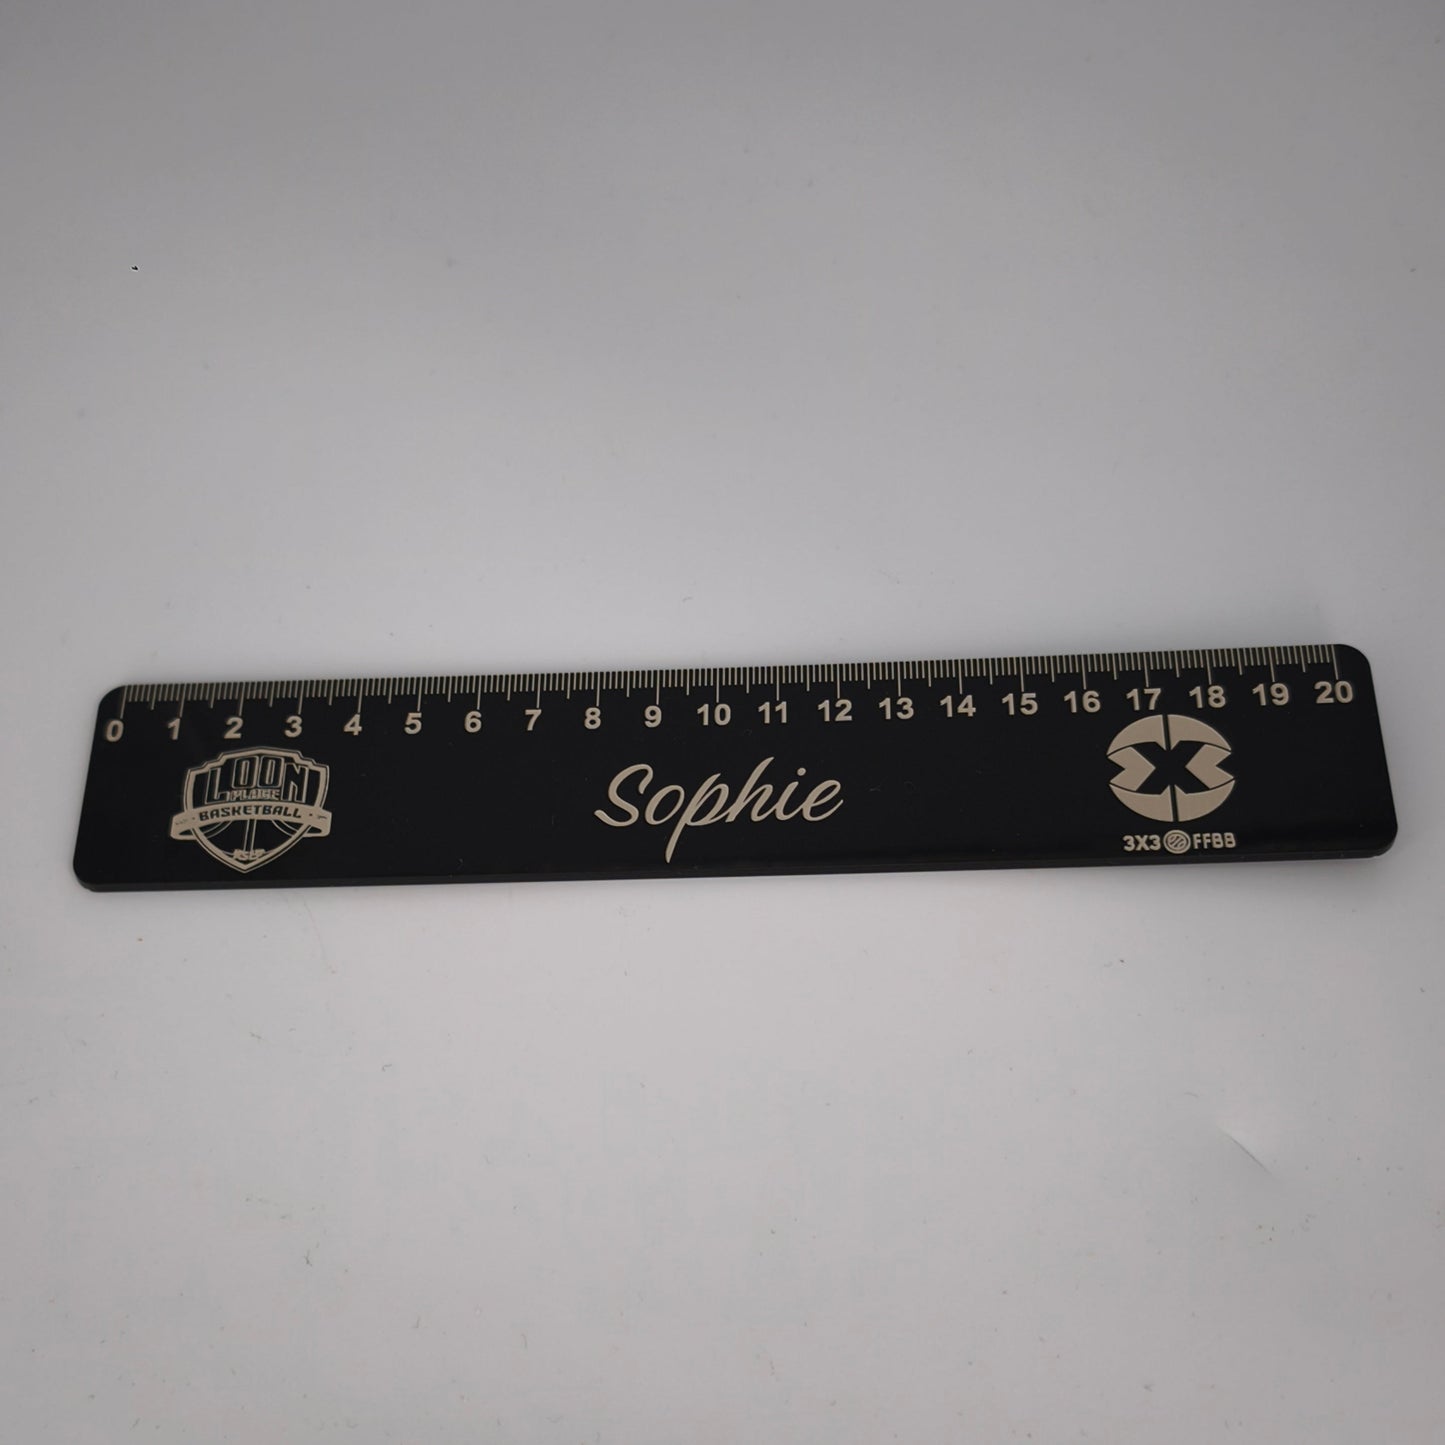 0 1 2 3 4 5 6 7 8 9 10 11 12 13 14 15 16 17 18 19 20
LOON
PLAGE
BASKETBALL
Sophie
X
3X3 FFBB